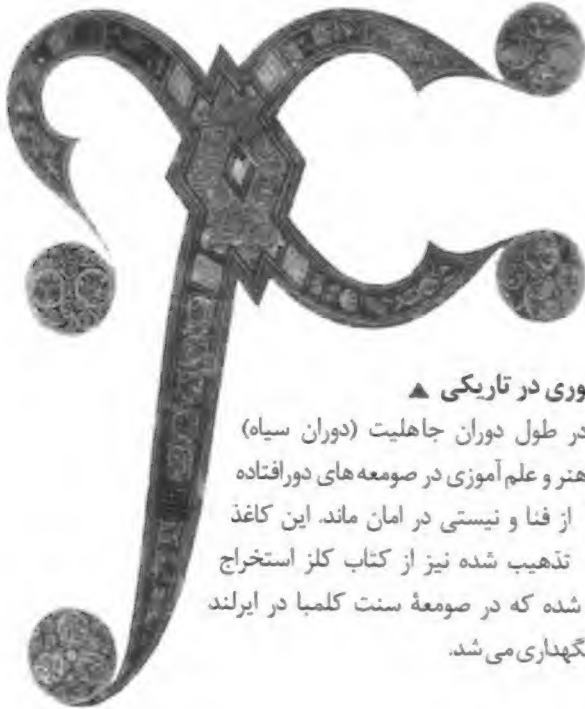 نوری در تاریکی ▲
در طول دوران جاهلیت (دوران سیاه)
هنر و علم آموزی در صومعه های دورافتاده
از فنا و نیستی در امان ماند. این کاغذ
تذهیب شده نیز از کتاب کلز استخراج
شده که در صومعهٔ سنت کلمبا در ایرلند
نگهداری می شد.